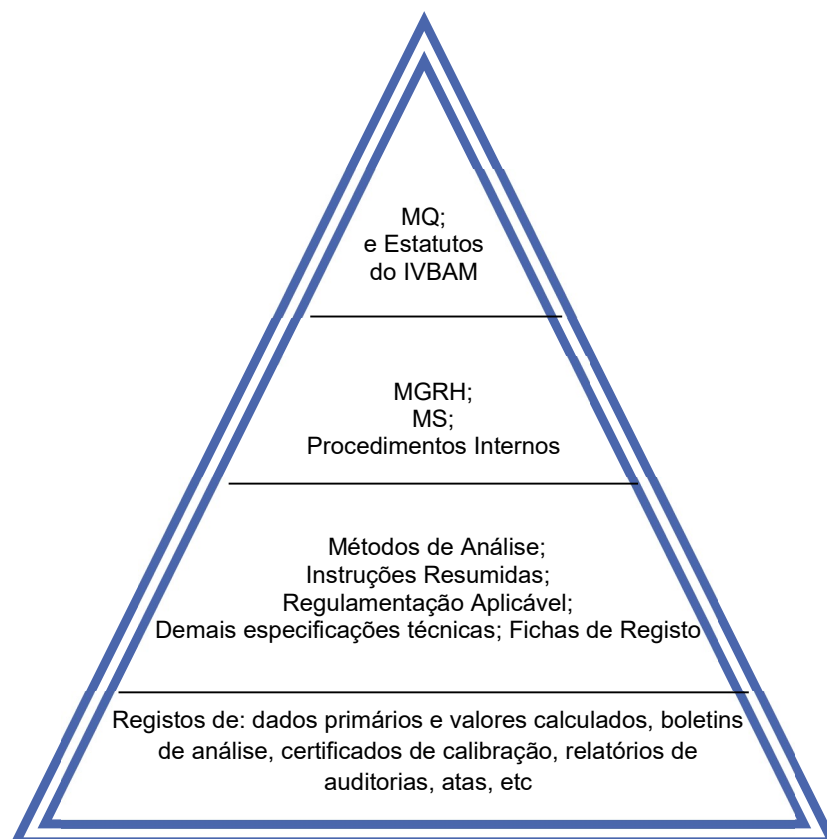 MQ;
e Estatutos
do IVBAM
MGRH;
MS;
Procedimentos Internos
Métodos de Análise;
Instruções Resumidas;
Regulamentação Aplicável;
Demais especificações técnicas; Fichas de Registo
Registos de: dados primários e valores calculados, boletins
de análise, certificados de calibração, relatórios de
auditorias, atas, etc